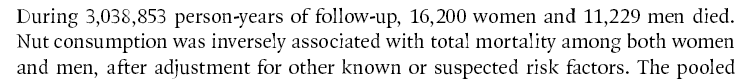 During 3,038,853 person-years of follow-up, 16,200 women and 11,229 men died.
Nut consumption was inversely associated with total mortality among both women
and men, after adjustment for other known or suspected risk factors. The pooled